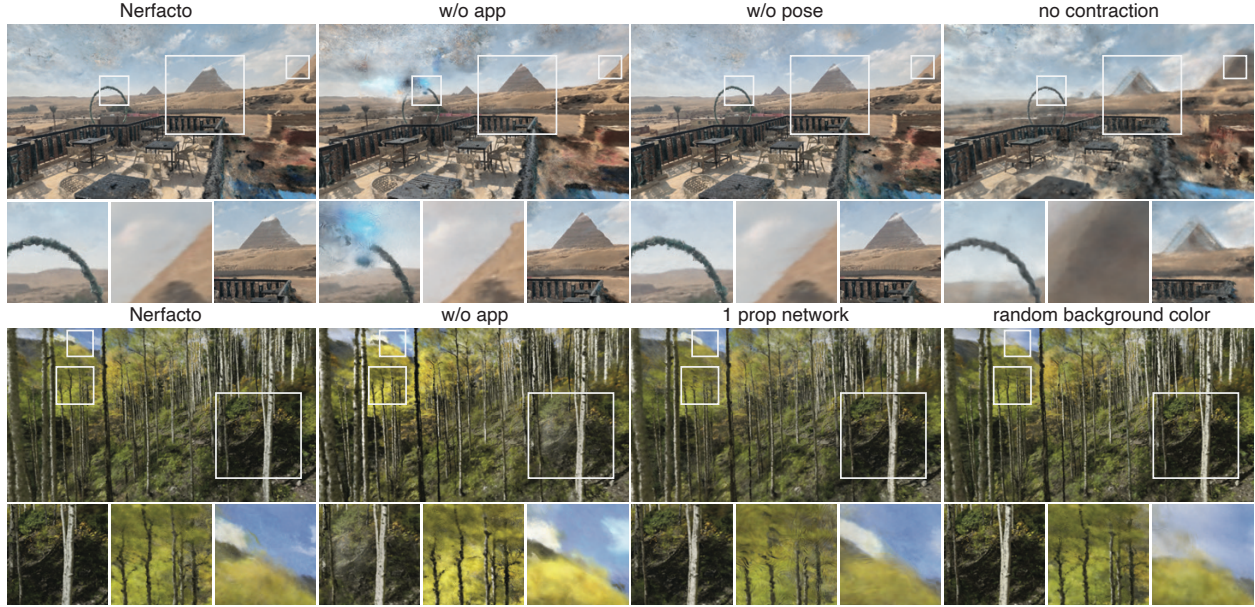 Nerfacto w/o app w/o pose no contraction
Nerfacto w/o app 1 prop network random background color